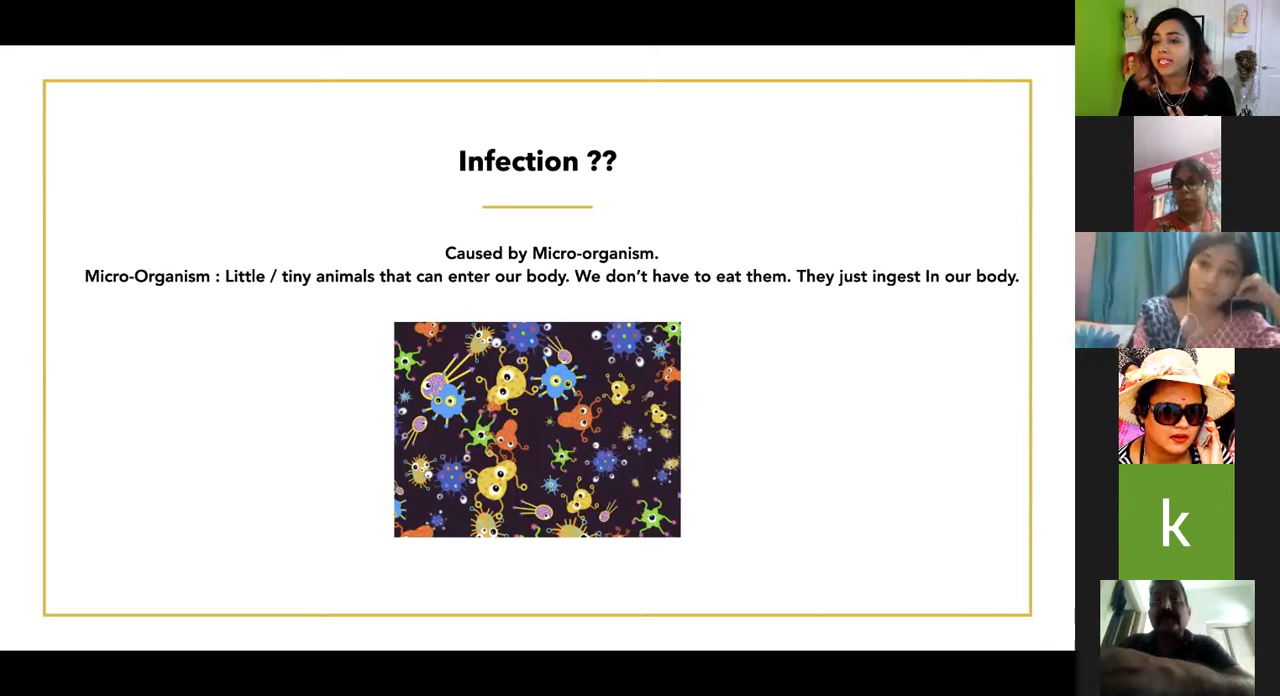 Infection ??
Caused by Micro-organism.
Micro-Organism : Little / tiny animals that can enter our body. We don’t have to eat them. They just ingest In our body.
k